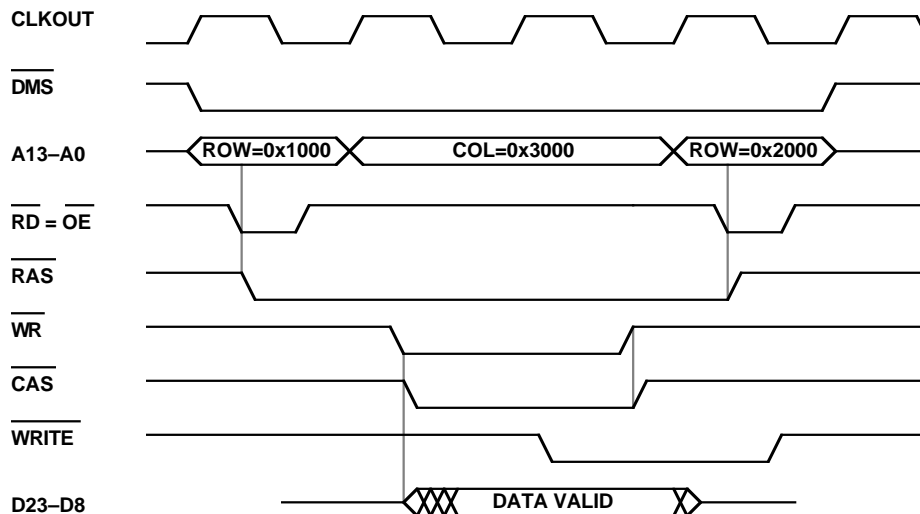 CLKOUT
DMS
A13–A0 ROW=0x1000 COL=0x3000 ROW=0x2000
RD = OE
RAS
WR
CAS
WRITE
D23–D8 DATA VALID